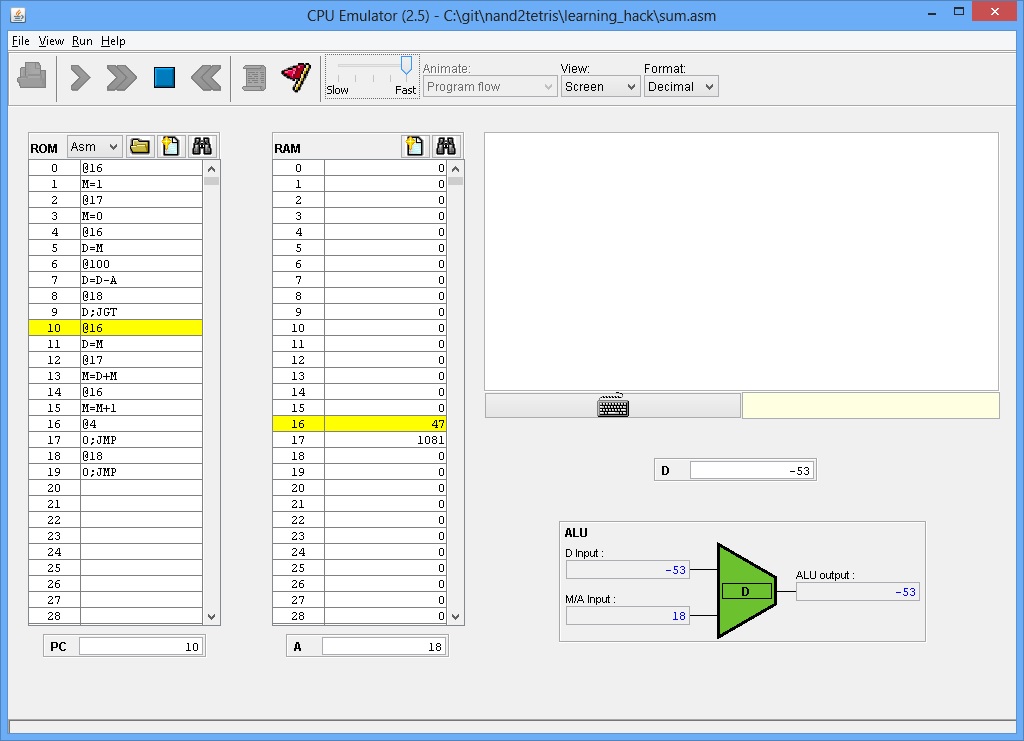 CPU Emulator (2.5) - C:\git\nand2tetris\learning_hack\sum.asm
File View Run Help
Slow Fast
Animate: View: Format:
Program flow Screen Decimal
ROM Asm
0 @16
1 M=1
2 @17
3 M=0
4 @16
5 D=M
6 @100
7 D=D-A
8 @18
9 D;JGT
10 @16
11 D=M
12 @17
13 M=D+M
14 @16
15 M=M+1
16 @4
17 0;JMP
18 @18
19 0;JMP
20
21
22
23
24
25
26
27
28
PC 10
RAM
0 0
1 0
2 0
3 0
4 0
5 0
6 0
7 0
8 0
9 0
10 0
11 0
12 0
13 0
14 0
15 0
16 47
17 1081
18 0
19 0
20 0
21 0
22 0
23 0
24 0
25 0
26 0
27 0
28 0
A 18
D -53
ALU
D Input :
-53
M/A Input :
18
D
ALU output :
-53